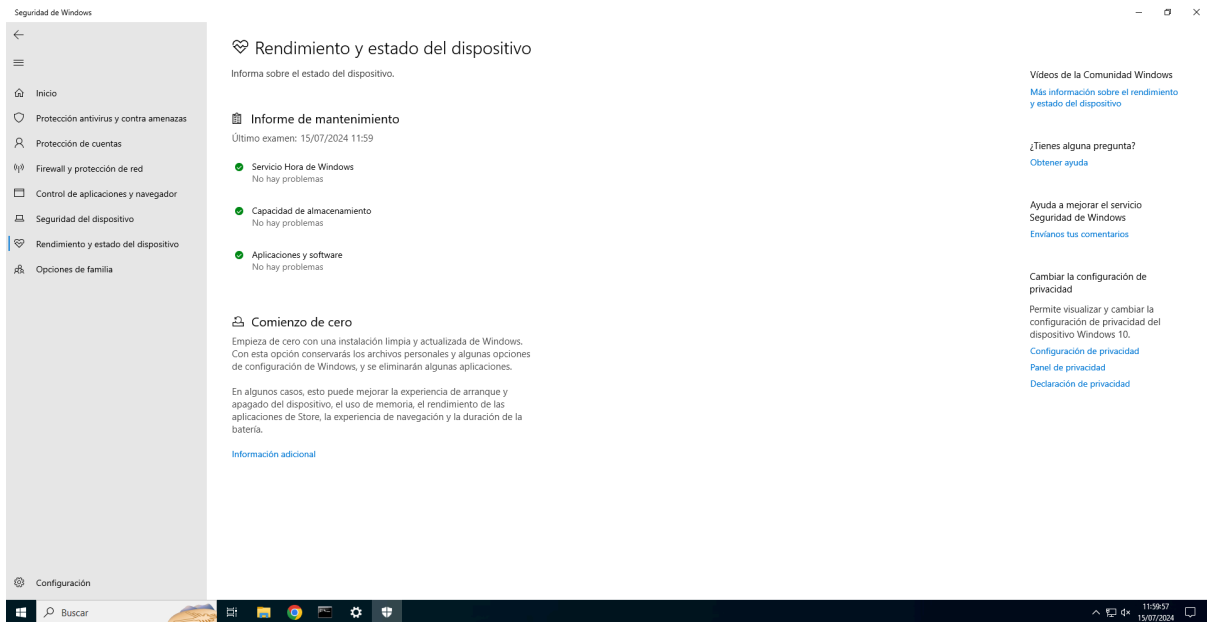 Seguridad de Windows
Inicio
Protección antivirus y contra amenazas
Protección de cuentas
Firewall y protección de red
Control de aplicaciones y navegador
Seguridad del dispositivo
Rendimiento y estado del dispositivo
Opciones de familia
Configuración
Rendimiento y estado del dispositivo
Informa sobre el estado del dispositivo.
Informe de mantenimiento
Último examen: 15/07/2024 11:59
Servicio Hora de Windows
No hay problemas
Capacidad de almacenamiento
No hay problemas
Aplicaciones y software
No hay problemas
Comienzo de cero
Empieza de cero con una instalación limpia y actualizada de Windows.
Con esta opción conservarás los archivos personales y algunas opciones
de configuración de Windows, y se eliminarán algunas aplicaciones.
En algunos casos, esto puede mejorar la experiencia de arranque y
apagado del dispositivo, el uso de memoria, el rendimiento de las
aplicaciones de Store, la experiencia de navegación y la duración de la
batería.
Información adicional
Vídeos de la Comunidad Windows
Más información sobre el rendimiento
y estado del dispositivo
¿Tienes alguna pregunta?
Obtener ayuda
Ayuda a mejorar el servicio
Seguridad de Windows
Envíanos tus comentarios
Cambiar la configuración de
privacidad
Permite visualizar y cambiar la
configuración de privacidad del
dispositivo Windows 10.
Configuración de privacidad
Panel de privacidad
Declaración de privacidad
Buscar
11:59:57
15/07/2024